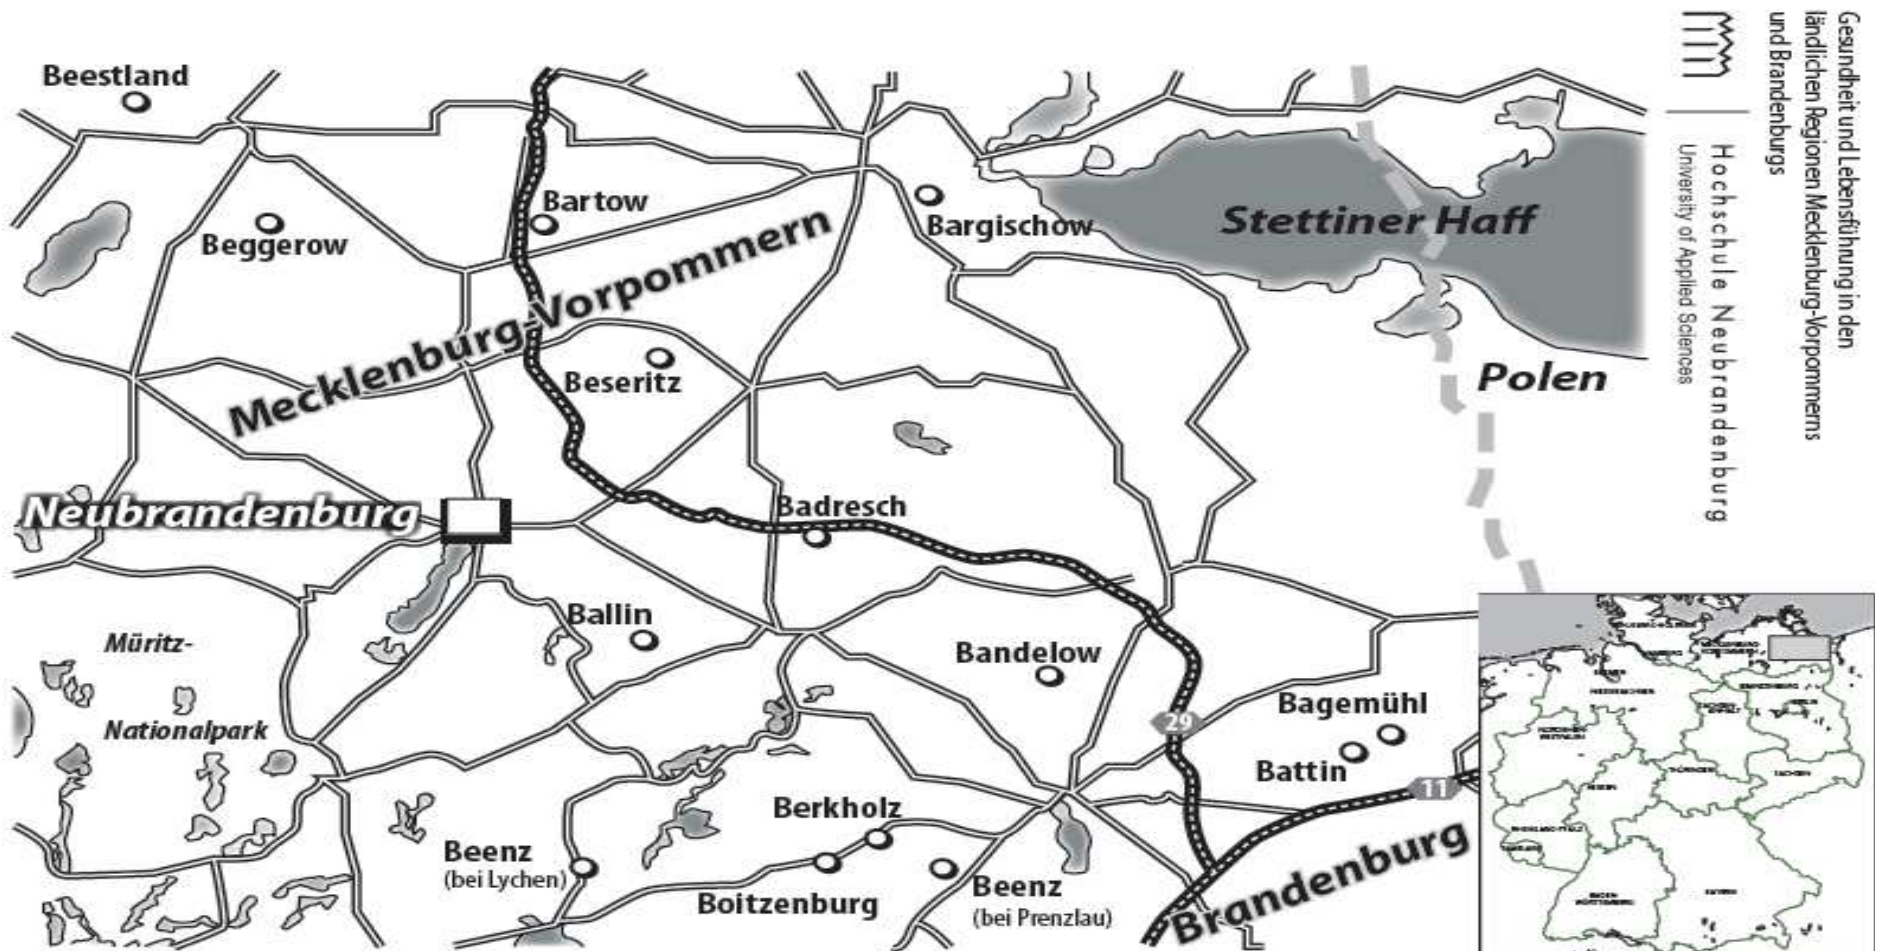 Gesundheit und Lebensführung in den
ländlichen Regionen Mecklenburg-Vorpommerns
und Brandenburgs
Hochschule Neubrandenburg
University of Applied Sciences
Beestland
Bartow
Beggerow
Bargischow
Stettiner Haff
Mecklenburg-Vorpommern
Beseritz
Polen
Neubrandenburg
Badresch
Ballin
Müritz-
Nationalpark
Bandelow
Bagemühl
29
Battin
11
Berkholz
Beenz
(bei Lychen)
Boitzenburg
Beenz
(bei Prenzlau)
Brandenburg